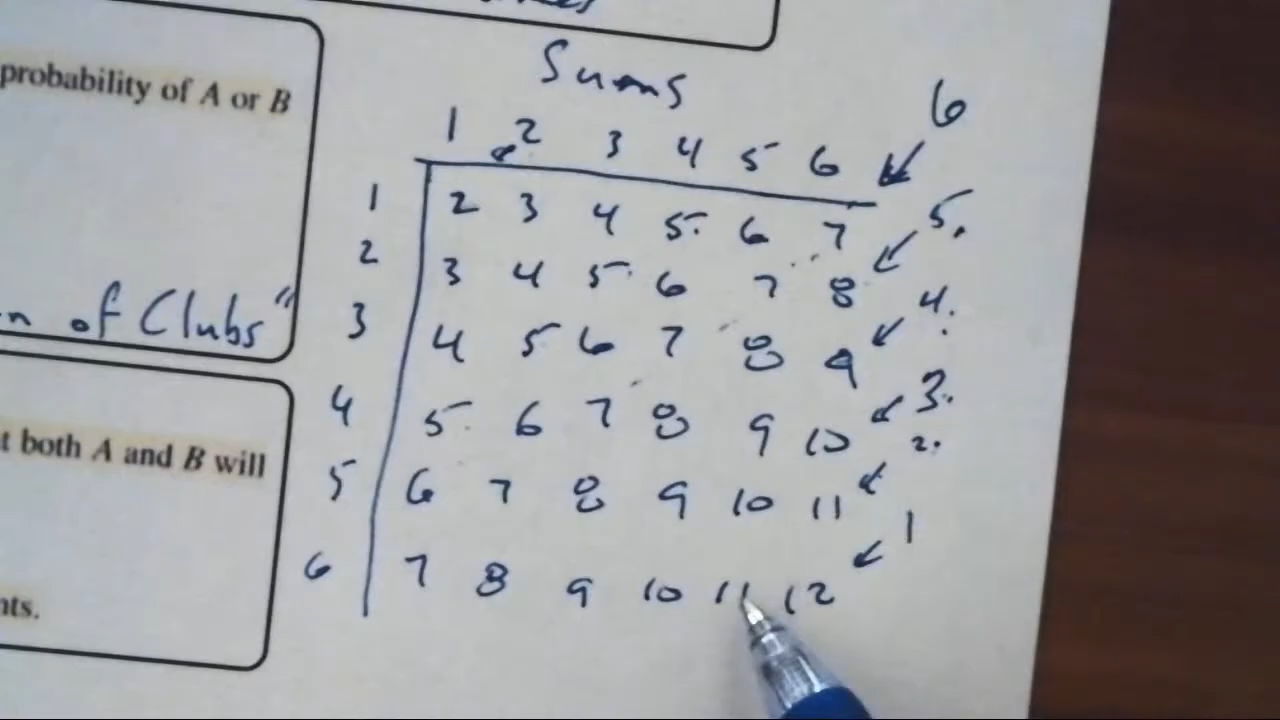 probability of A or B
n of Clubs"
t both A and B will
nts.
Sums
1 2 3 4 5 6 6
1 2 3 4 5. 6 7 5.
2 3 4 5 6 7 8 4.
3 4 5 6 7 8 9 3.
4 5 6 7 8 9 10 2.
5 6 7 8 9 10 11 1
6 7 8 9 10 11 12